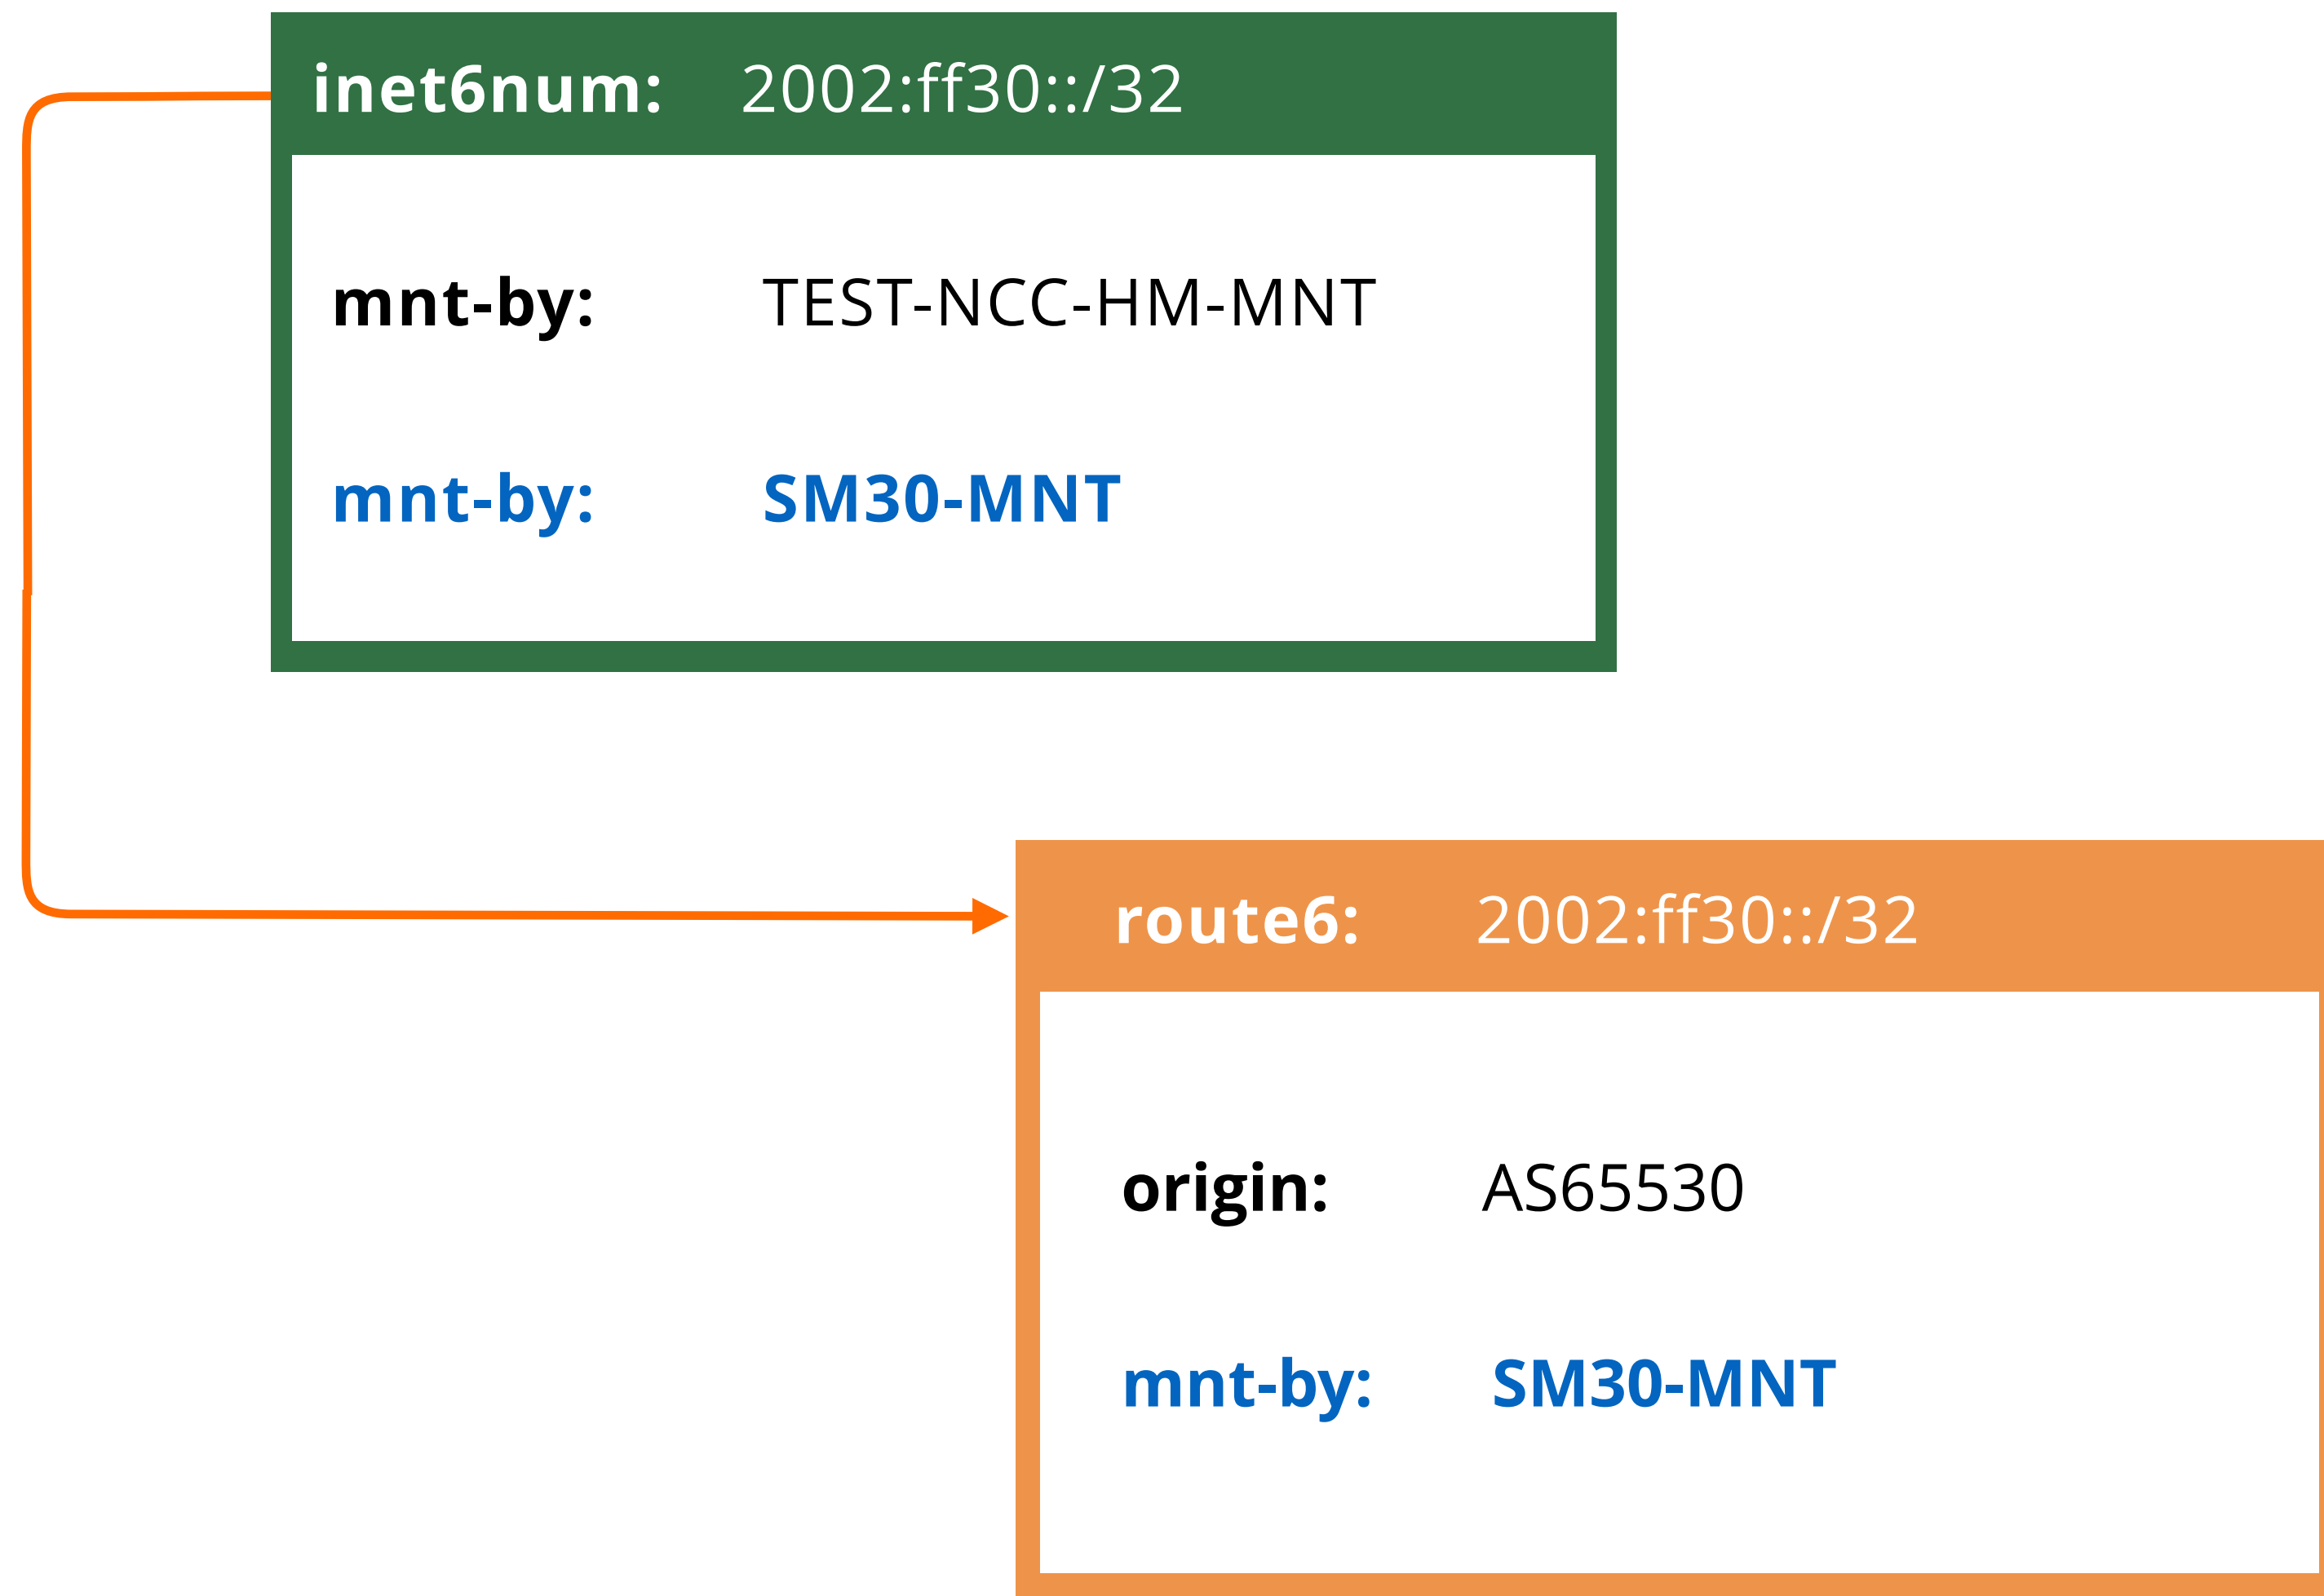 inet6num: 2002:ff30::/32
mnt-by: TEST-NCC-HM-MNT
mnt-by: SM30-MNT
route6: 2002:ff30::/32
origin: AS65530
mnt-by: SM30-MNT